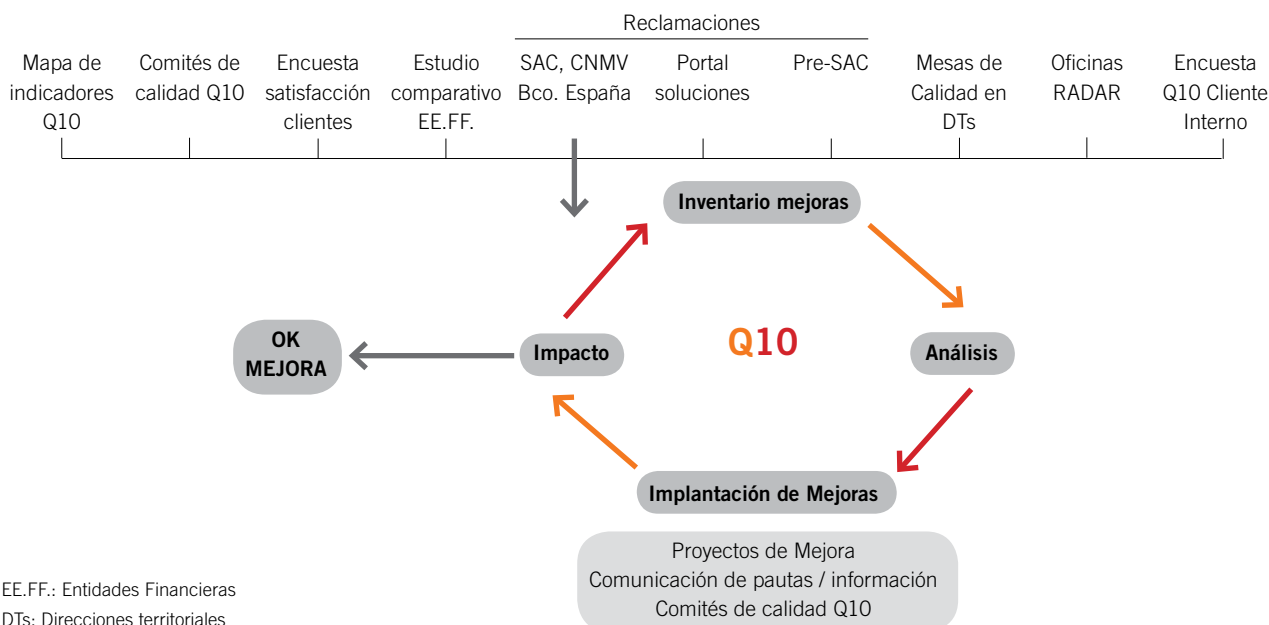 Reclamaciones
Mapa de
indicadores
Q10
Comités de
calidad Q10
Encuesta
satisfacción
clientes
Estudio
comparativo
EE.FF.
SAC, CNMV
Bco. España
Portal
soluciones
Pre-SAC
Mesas de
Calidad en
DTs
Oficinas
RADAR
Encuesta
Q10 Cliente
Interno
Inventario mejoras
OK
MEJORA
Impacto
Q10
Análisis
Implantación de Mejoras
Proyectos de Mejora
Comunicación de pautas / información
Comités de calidad Q10
EE.FF.: Entidades Financieras
DTs: Direcciones territoriales